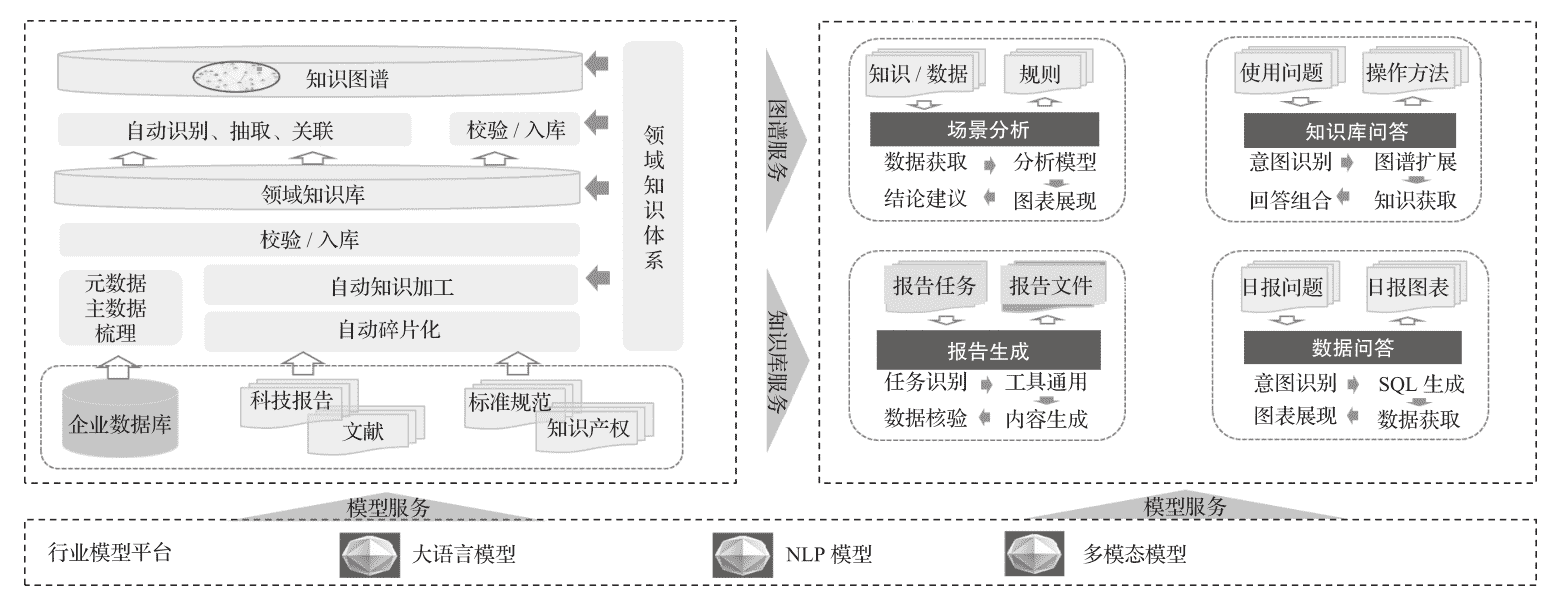 知识图谱
自动识别、抽取、关联
校验 / 入库
领域知识库
校验 / 入库
元数据
主数据
梳理
自动知识加工
自动碎片化
企业数据库
科技报告
文献
标准规范
知识产权
领域知识体系
图谱服务
知识库服务
知识 / 数据
规则
场景分析
数据获取
分析模型
结论建议
图表展现
使用问题
操作方法
知识库问答
意图识别
图谱扩展
回答组合
知识获取
报告任务
报告文件
报告生成
任务识别
工具通用
数据核验
内容生成
日报问题
日报图表
数据问答
意图识别
SQL 生成
图表展现
数据获取
模型服务
模型服务
行业模型平台
大语言模型
NLP 模型
多模态模型